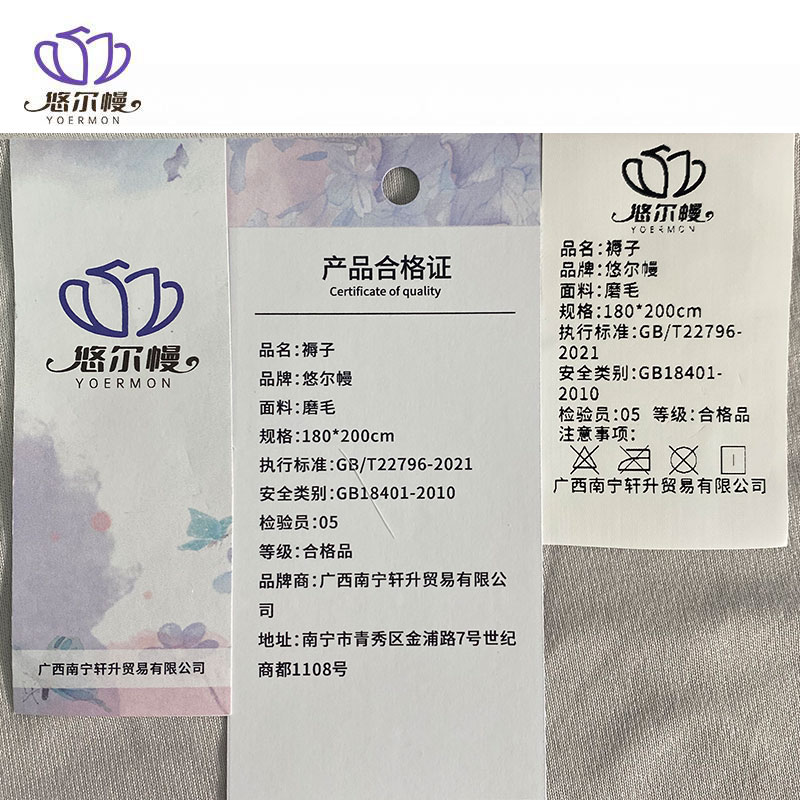 悠尔幔
YOERMON
悠尔幔
YOERMON
广西南宁轩升贸易有限公司
产品合格证
Certificate of quality
品名:褥子
品牌:悠尔幔
面料:磨毛
规格:180*200cm
执行标准:GB/T22796-2021
安全类别:GB18401-2010
检验员:05
等级:合格品
品牌商:广西南宁轩升贸易有限公
司
地址:南宁市青秀区金浦路7号世纪
商都1108号
悠尔幔
YOERMON
品名:褥子
品牌:悠尔幔
面料:磨毛
规格:180*200cm
执行标准:GB/T22796-
2021
安全类别:GB18401-
2010
检验员:05 等级:合格品
注意事项:
广西南宁轩升贸易有限公司